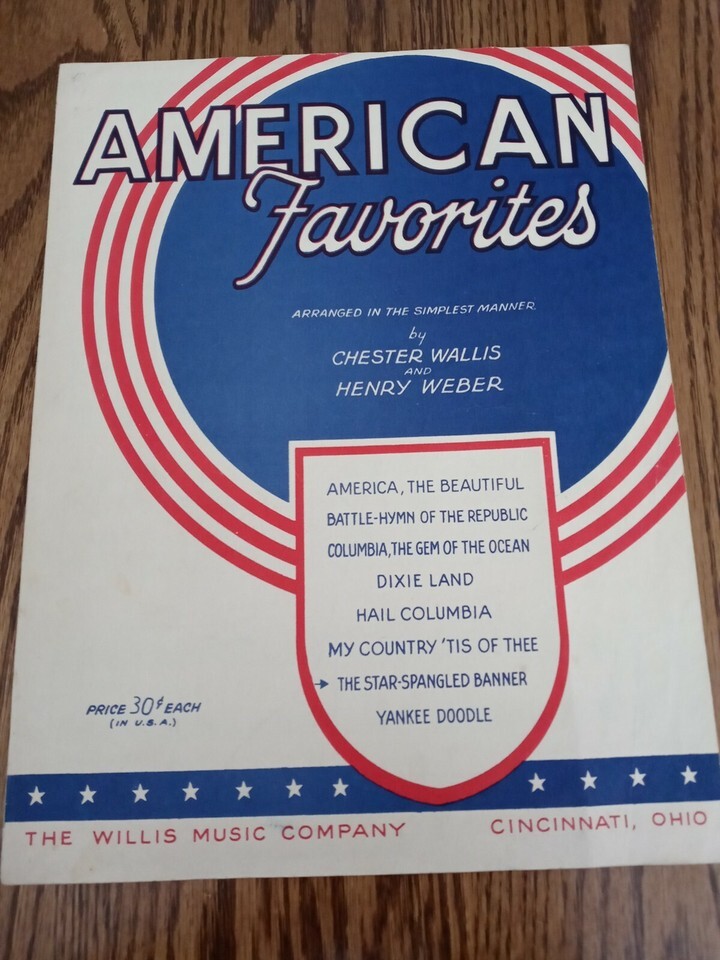 AMERICAN
Favorites
ARRANGED IN THE SIMPLEST MANNER
by
CHESTER WALLIS
AND
HENRY WEBER
AMERICA, THE BEAUTIFUL
BATTLE-HYMN OF THE REPUBLIC
COLUMBIA, THE GEM OF THE OCEAN
DIXIE LAND
HAIL COLUMBIA
MY COUNTRY 'TIS OF THEE
→ THE STAR-SPANGLED BANNER
YANKEE DOODLE
PRICE 30¢ EACH
(IN U.S.A.)
THE WILLIS MUSIC COMPANY CINCINNATI, OHIO